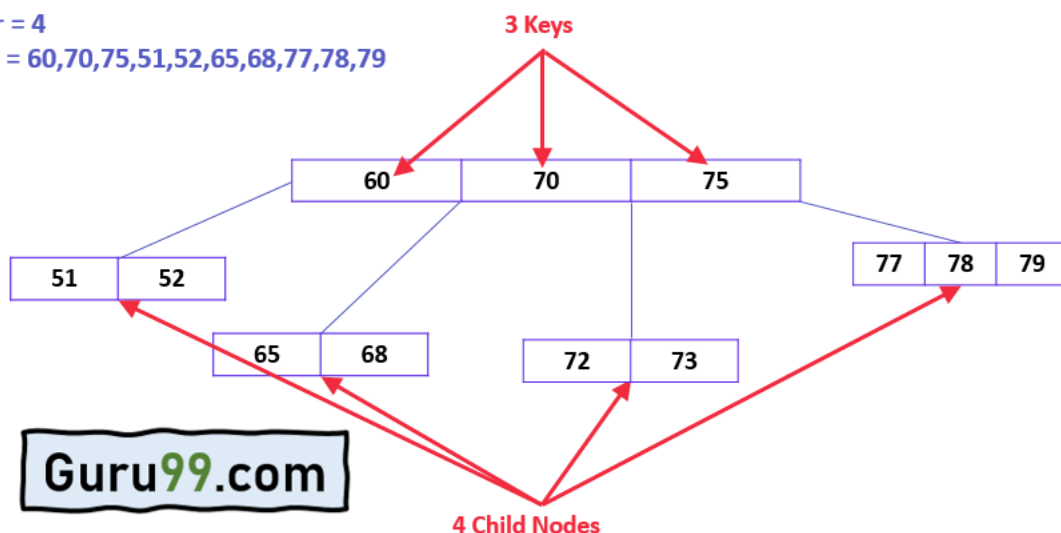 = 4
= 60,70,75,51,52,65,68,77,78,79
3 Keys
60 70 75
51 52
77 78 79
65 68
72 73
Guru99.com
4 Child Nodes